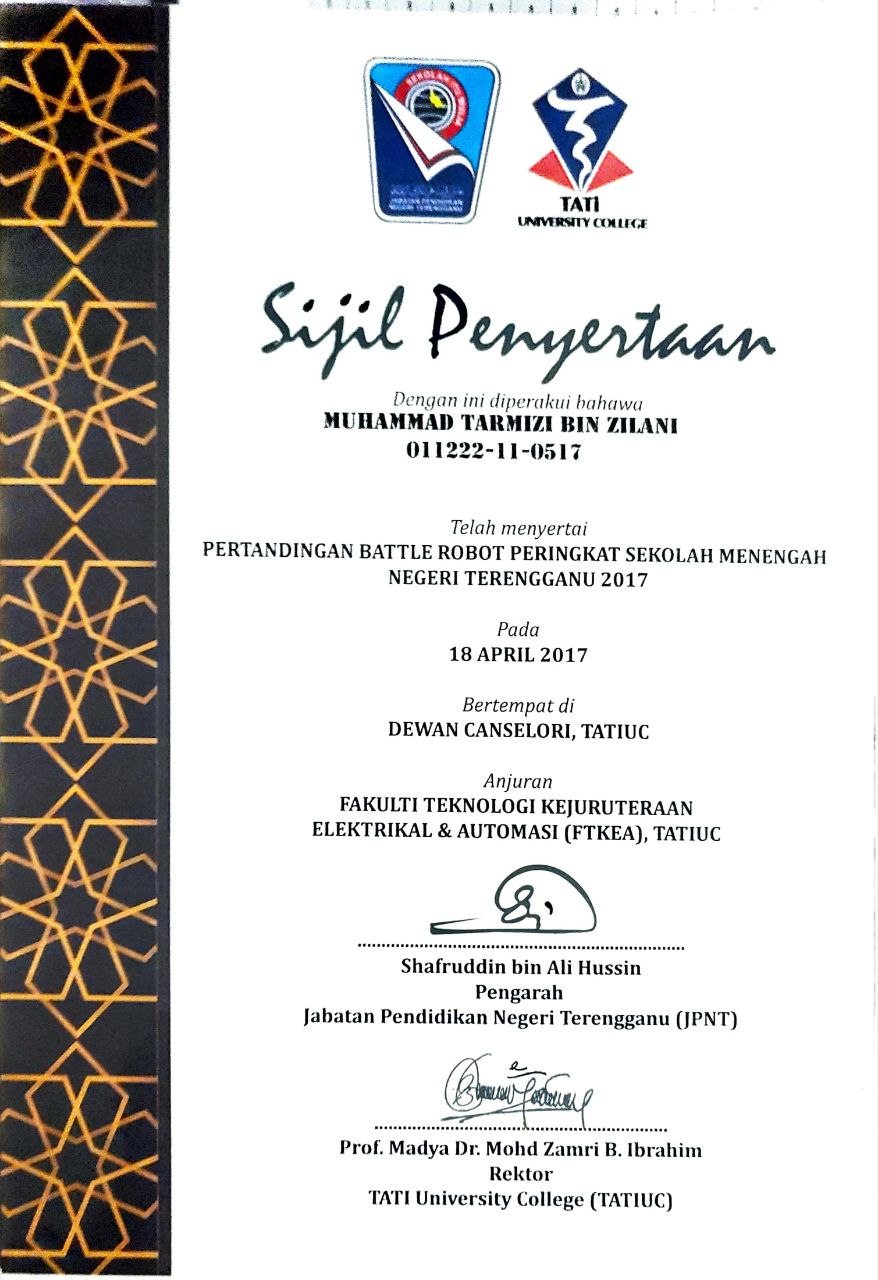 SEKOLAH
JABATAN PENDIDIKAN
NEGERI TERENGGANU
TATI
UNIVERSITY COLLEGE
Sijil Penyertaan
Dengan ini diperakui bahawa
MUHAMMAD TARMIZI BIN ZILANI
011222-11-0517
Telah menyertai
PERTANDINGAN BATTLE ROBOT PERINGKAT SEKOLAH MENENGAH
NEGERI TERENGGANU 2017
Pada
18 APRIL 2017
Bertempat di
DEWAN CANSELORI, TATIUC
Anjuran
FAKULTI TEKNOLOGI KEJURUTERAAN
ELEKTRIKAL & AUTOMASI (FTKEA), TATIUC
Shafruddin bin Ali Hussin
Pengarah
Jabatan Pendidikan Negeri Terengganu (JPNT)
Prof. Madya Dr. Mohd Zamri B. Ibrahim
Rektor
TATI University College (TATIUC)